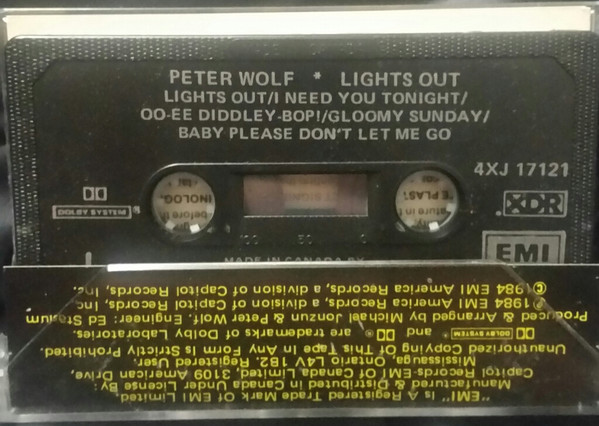 PETER WOLF * LIGHTS OUT
LIGHTS OUT/I NEED YOU TONIGHT/
OO-EE DIDDLEY-BOP!/GLOOMY SUNDAY/
BABY PLEASE DON'T LET ME GO
4XJ 17121
DOLBY SYSTEM
XDR
EMI
100 50 0
MADE IN CANADA BY
"EMI" Is A Registered Trade Mark Of EMI Limited.
Manufactured & Distributed in Canada Under License By:
Capitol Records-EMI Of Canada Limited, 3109 American Drive,
Mississauga, Ontario L4V 1B2. Registered User.
Unauthorized Copying Of This Tape In Any Form Is Strictly Prohibited.
DOLBY SYSTEM and are trademarks of Dolby Laboratories.
Produced & Arranged by Michael Jonzun & Peter Wolf. Engineer: Ed Stasium
℗1984 EMI America Records, a division of Capitol Records, Inc.
©1984 EMI America Records, a division of Capitol Records, Inc.